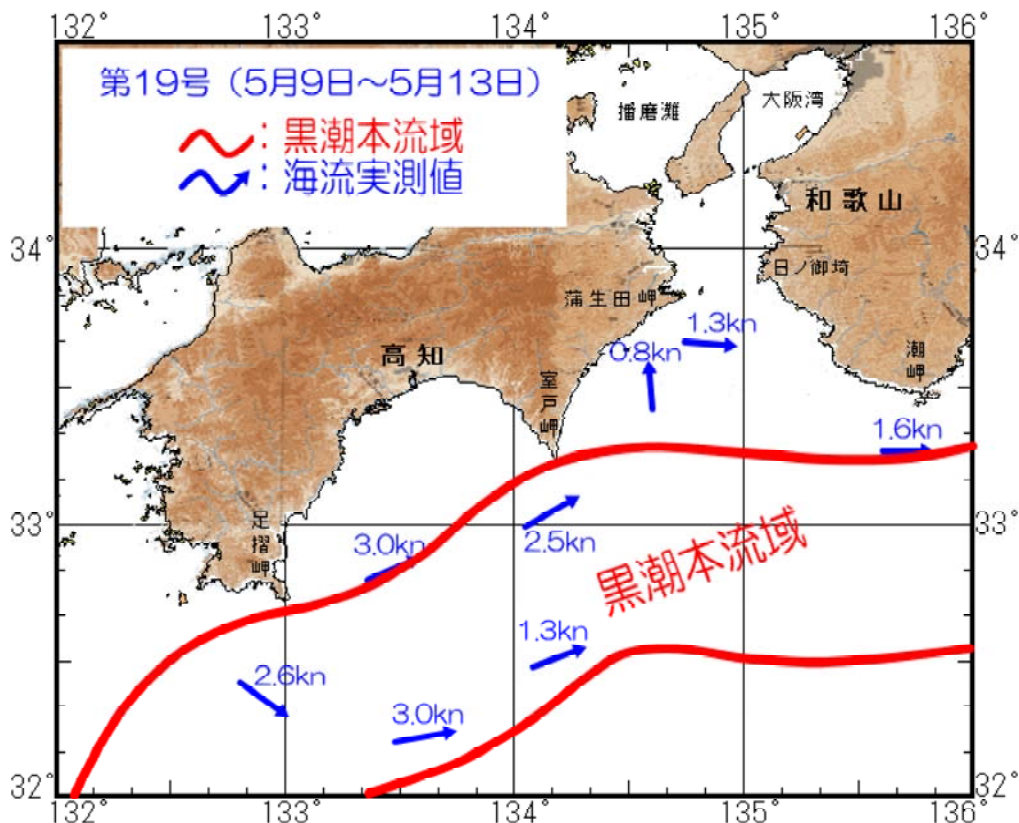 132° 133° 134° 135° 136°
第19号（5月9日～5月13日）
：黒潮本流域
：海流実測値
播磨灘
大阪湾
和歌山
34° 34°
日ノ御埼
蒲生田岬
1.3kn
0.8kn
高知
室戸岬
潮岬
1.6kn
33° 33°
足摺岬
3.0kn
2.5kn
黒潮本流域
1.3kn
2.6kn
3.0kn
32° 32°
132° 133° 134° 135° 136°